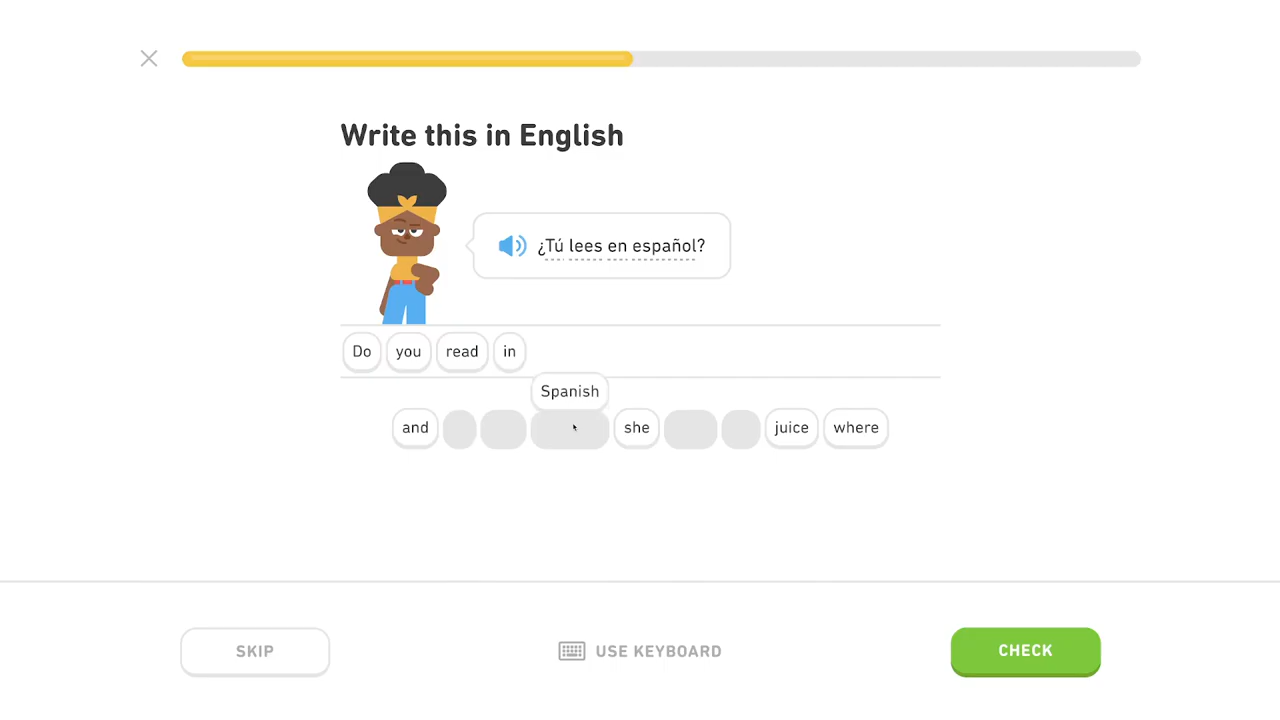 Write this in English
¿Tú lees en español?
Do you read in
Spanish
and she juice where
SKIP USE KEYBOARD CHECK